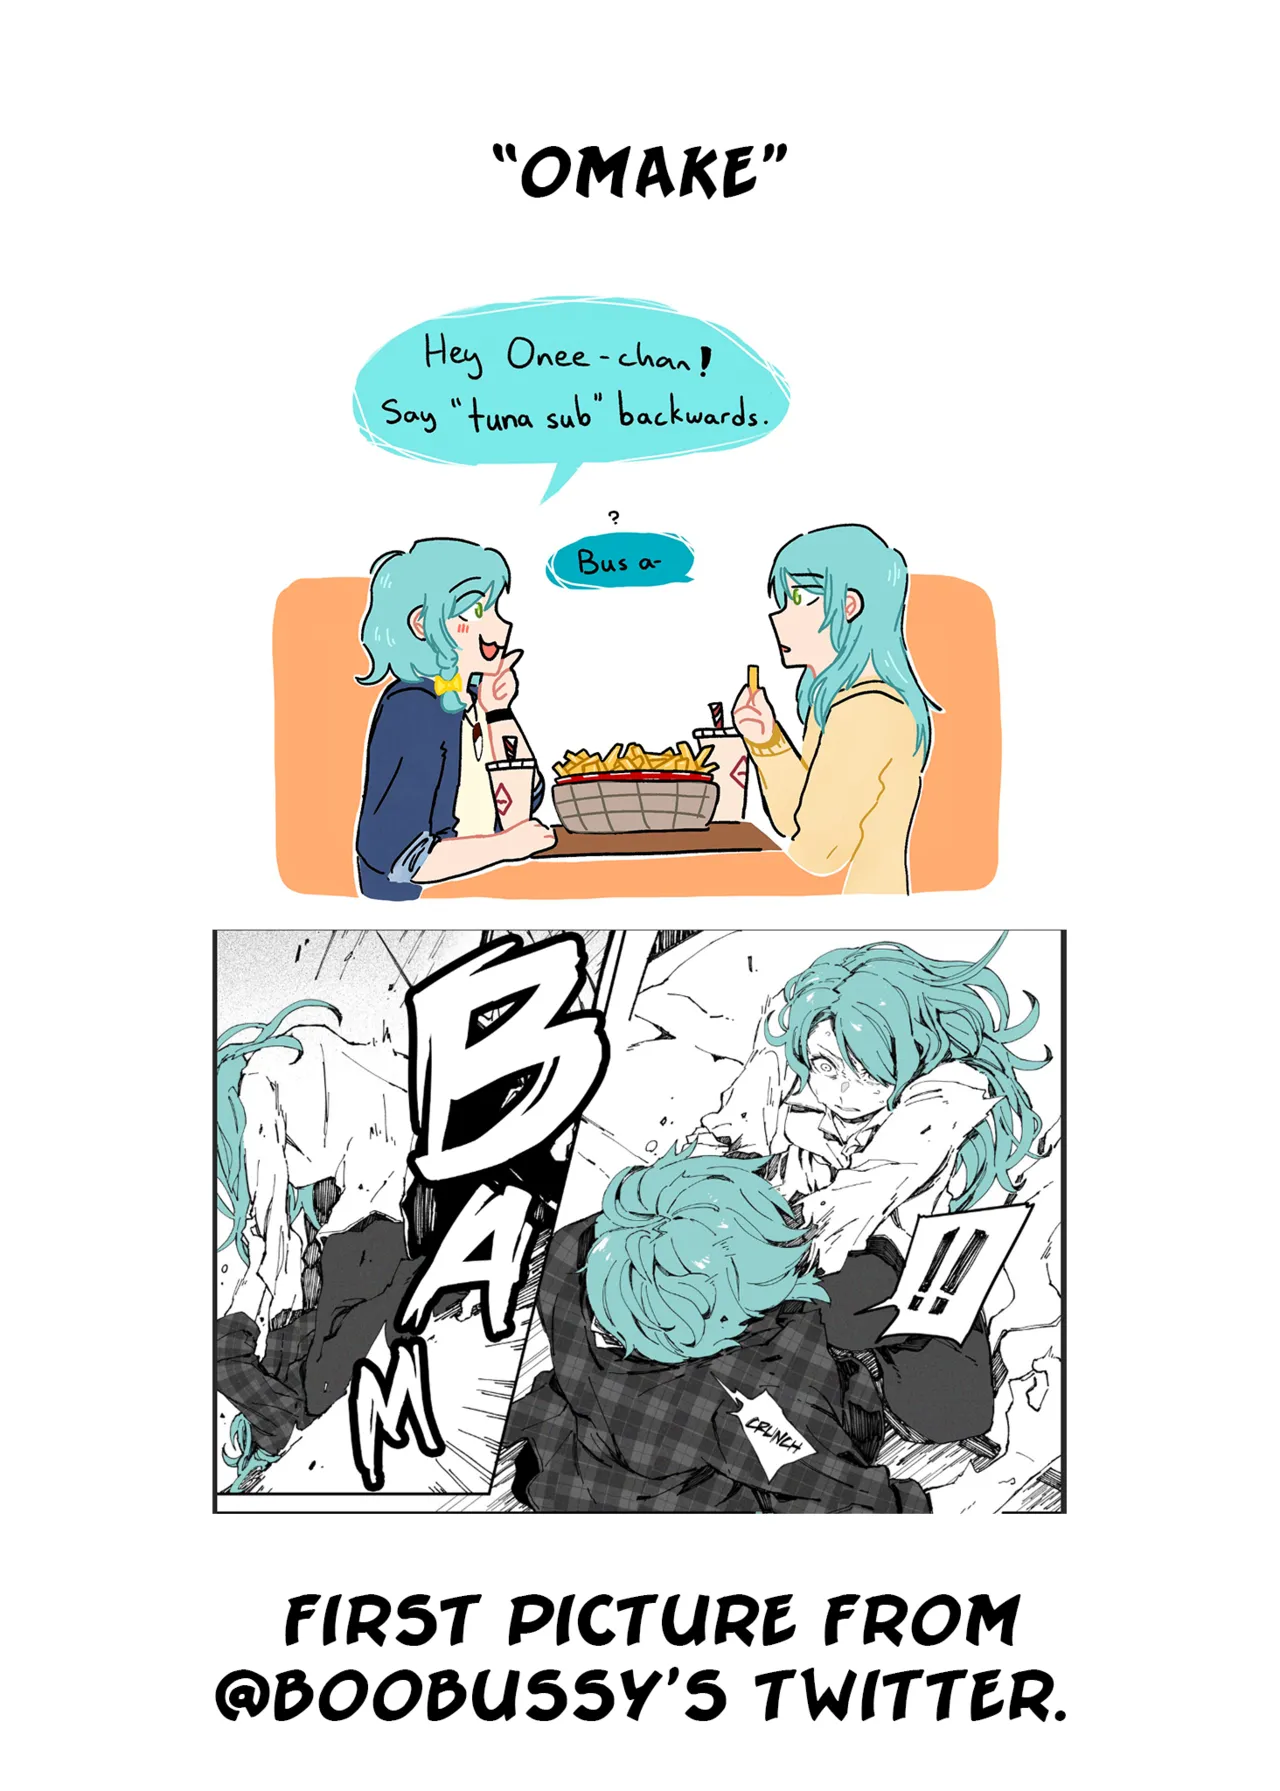 “OMAKE”
Hey Onee-chan!
Say "tuna sub" backwards.
?
Bus a-
BAM
!!
CRUNCH
FIRST PICTURE FROM
@BOOBUSSY’S TWITTER.